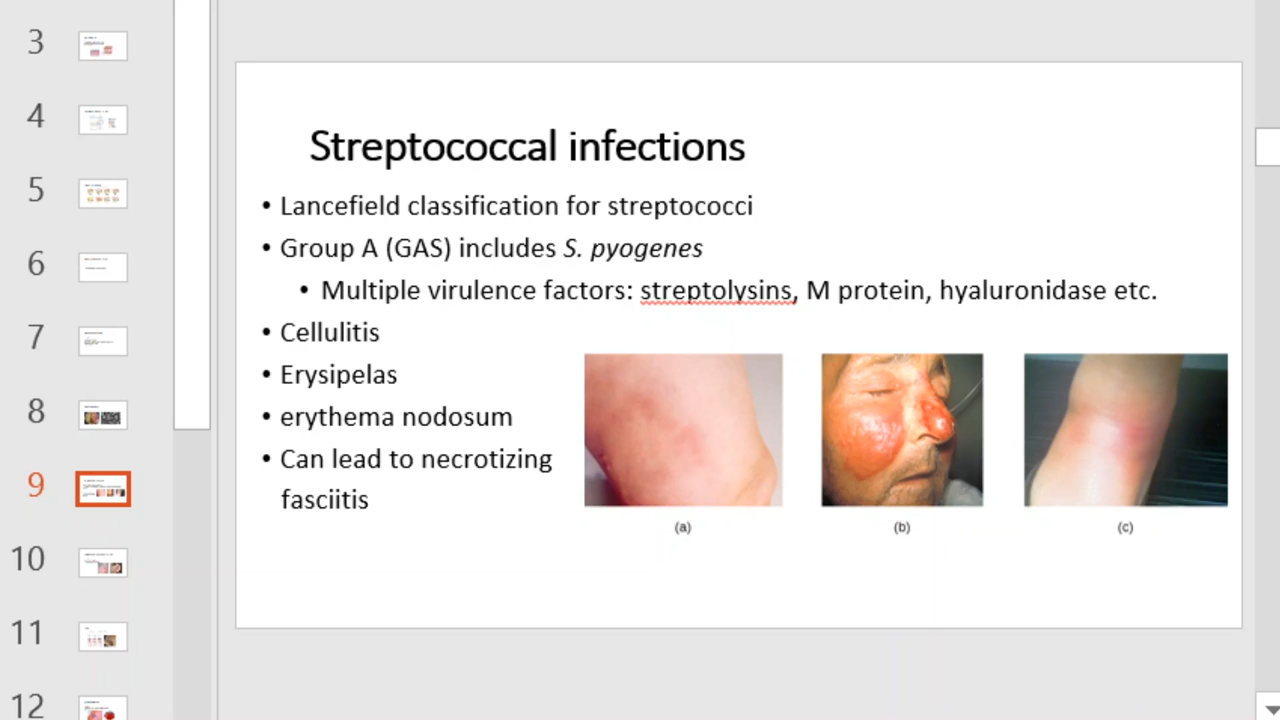 3
4
5
6
7
8
9
10
11
12
Streptococcal infections
• Lancefield classification for streptococci
• Group A (GAS) includes S. pyogenes
• Multiple virulence factors: streptolysins, M protein, hyaluronidase etc.
• Cellulitis
• Erysipelas
• erythema nodosum
• Can lead to necrotizing
fasciitis
(a)
(b)
(c)